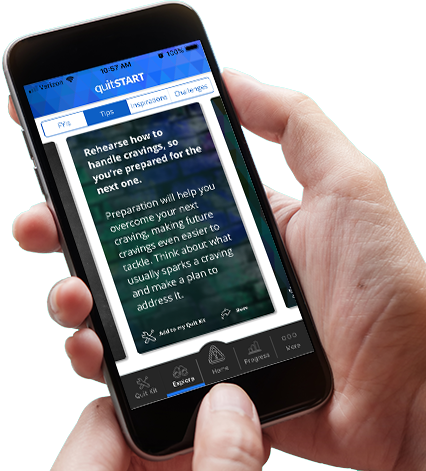 Verizon 10:57 AM 100%
quitSTART
FYIs Tips Inspirations Challenges
Rehearse how to
handle cravings, so
you're prepared for the
next one.
Preparation will help you
overcome your next
craving, making future
cravings even easier to
tackle. Think about what
usually sparks a craving
and make a plan to
address it.
Add to my Quit Kit Share
Quit Kit Explore Home Progress More